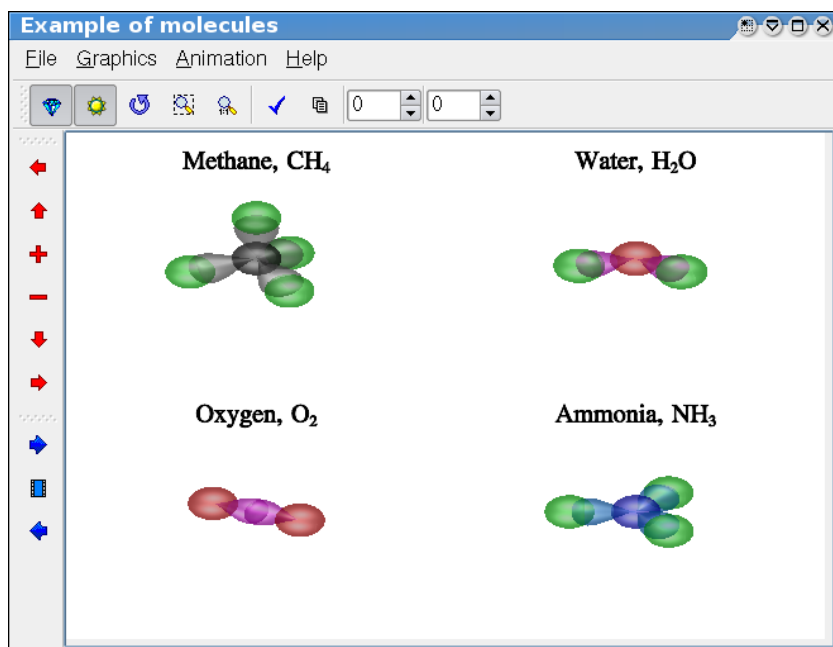 Example of molecules
File Graphics Animation Help
0 0
Methane, CH₄
Water, H₂O
Oxygen, O₂
Ammonia, NH₃